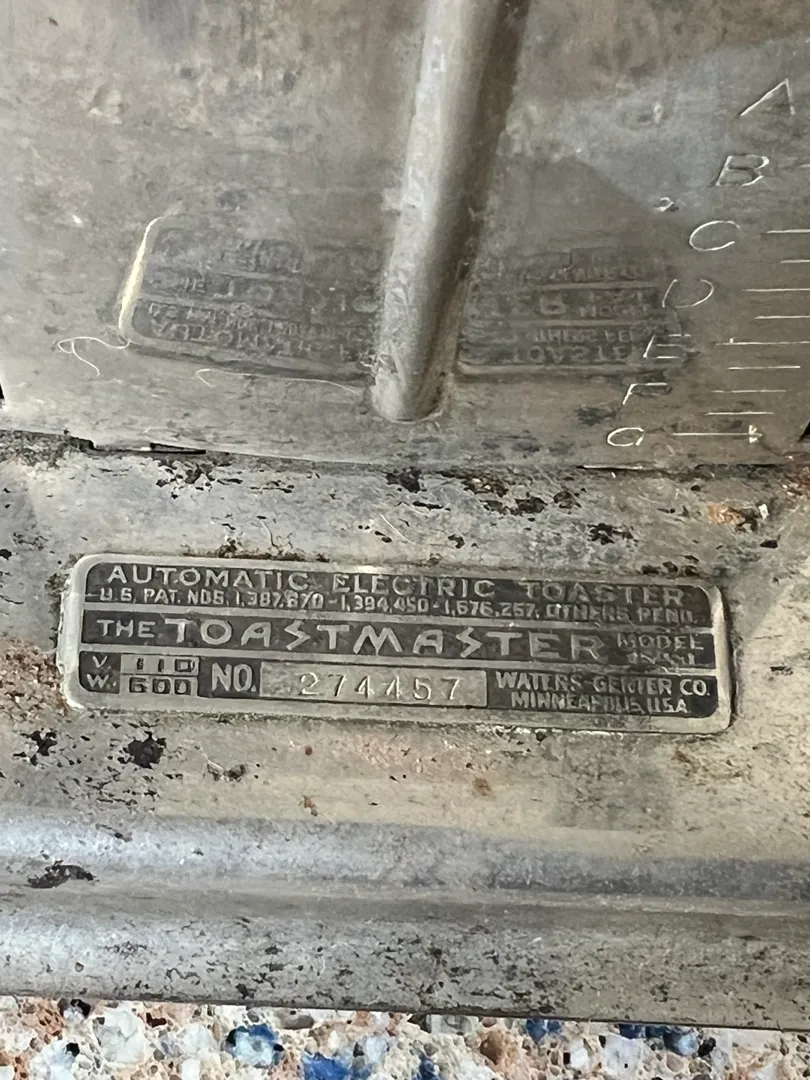 A
B
C
D
E
F
G
AUTOMATIC ELECTRIC TOASTER
U.S. PAT. NOS. 1,387,670 - 1,394,450 - 1,676,257. OTHERS PEND.
THE TOASTMASTER MODEL
V. 110
W. 600
NO. 274457
WATERS GENTER CO.
MINNEAPOLIS, USA